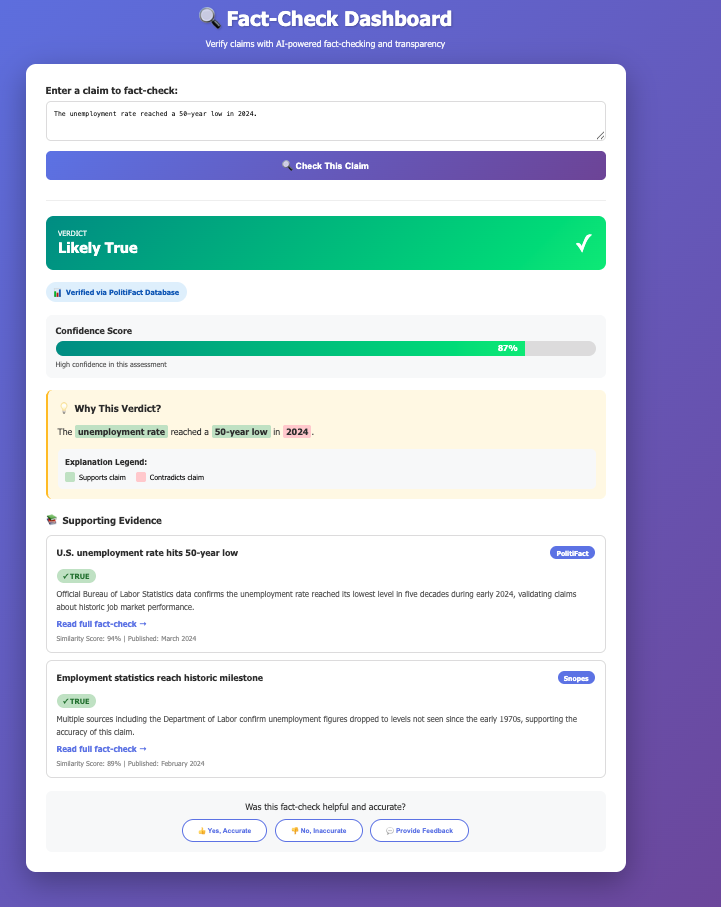 🔍 Fact-Check Dashboard
Verify claims with AI-powered fact-checking and transparency
Enter a claim to fact-check:
The unemployment rate reached a 50-year low in 2024.
🔍 Check This Claim
VERDICT
Likely True
✓
📊 Verified via PolitiFact Database
Confidence Score
87%
High confidence in this assessment
💡 Why This Verdict?
The unemployment rate reached a 50-year low in 2024.
Explanation Legend:
Supports claim Contradicts claim
📚 Supporting Evidence
U.S. unemployment rate hits 50-year low PolitiFact
✓ TRUE
Official Bureau of Labor Statistics data confirms the unemployment rate reached its lowest level in five decades during early 2024, validating claims
about historic job market performance.
Read full fact-check →
Similarity Score: 94% | Published: March 2024
Employment statistics reach historic milestone Snopes
✓ TRUE
Multiple sources including the Department of Labor confirm unemployment figures dropped to levels not seen since the early 1970s, supporting the
accuracy of this claim.
Read full fact-check →
Similarity Score: 89% | Published: February 2024
Was this fact-check helpful and accurate?
👍 Yes, Accurate 👎 No, Inaccurate 💬 Provide Feedback